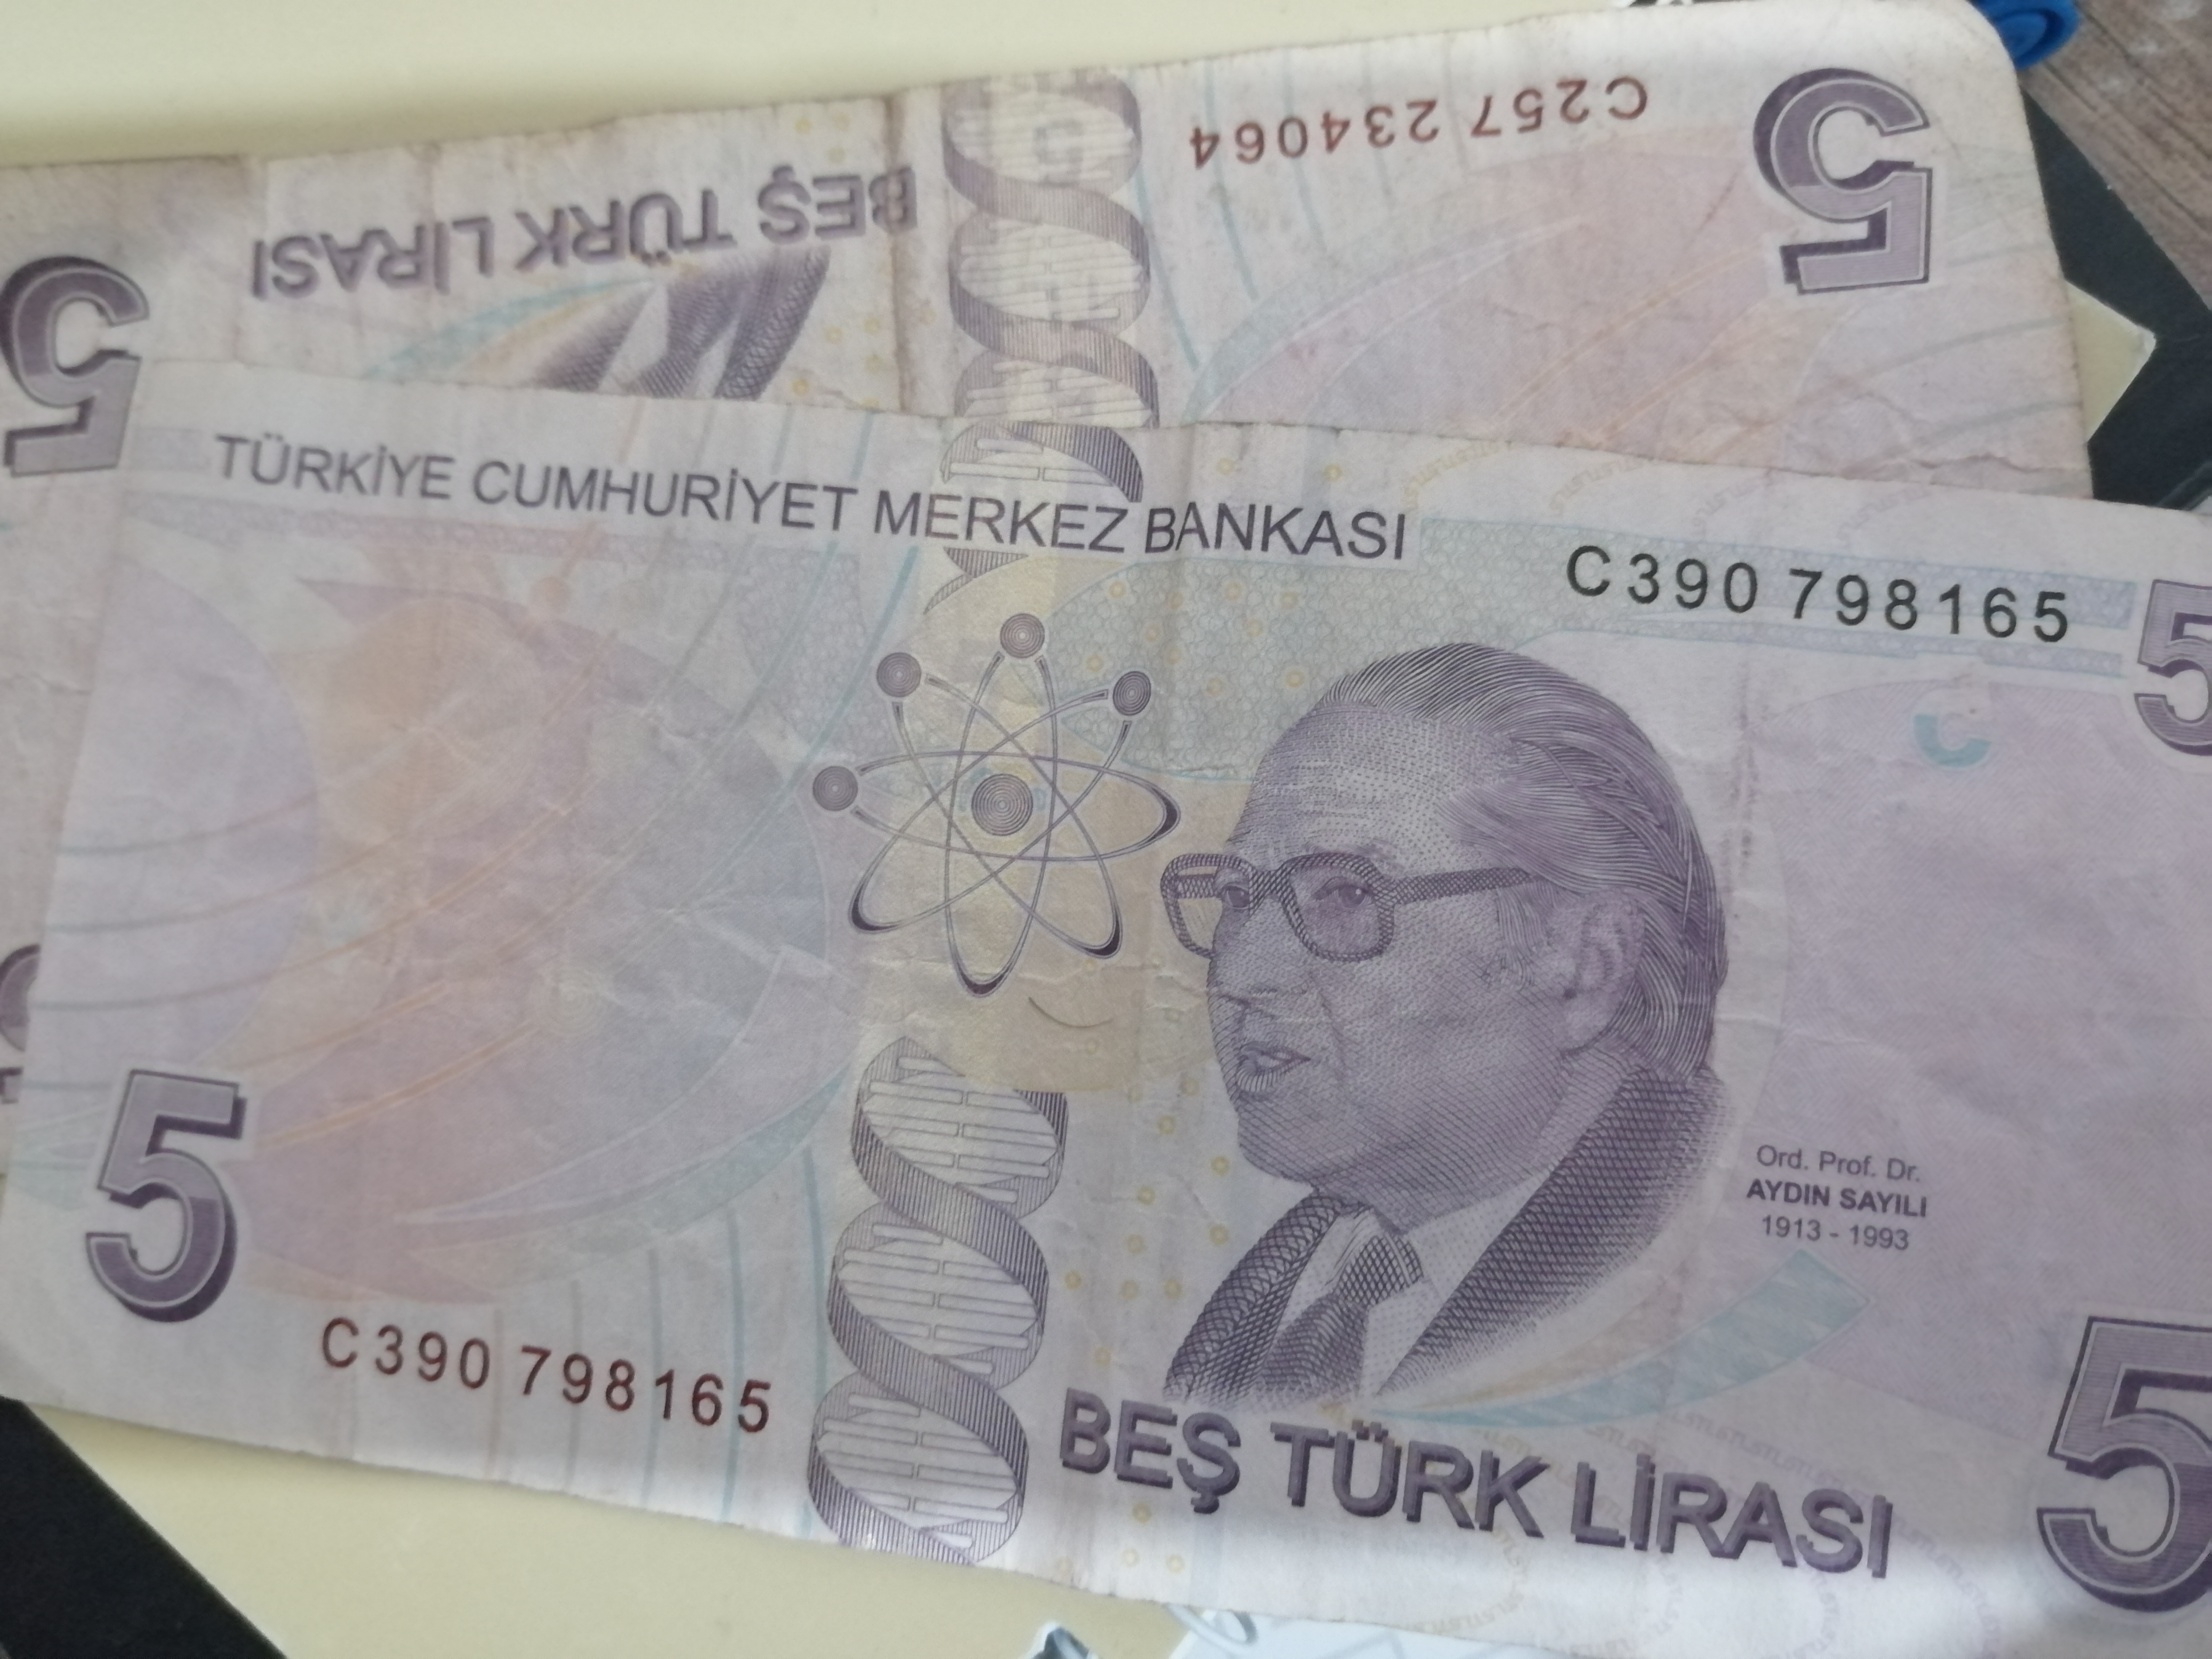 5
C257 234064
BEŞ TÜRK LİRASI
5
TÜRKİYE CUMHURİYET MERKEZ BANKASI
C390 798165
5
Ord. Prof. Dr.
AYDIN SAYILI
1913 - 1993
5
C390 798165
BEŞ TÜRK LİRASI
5